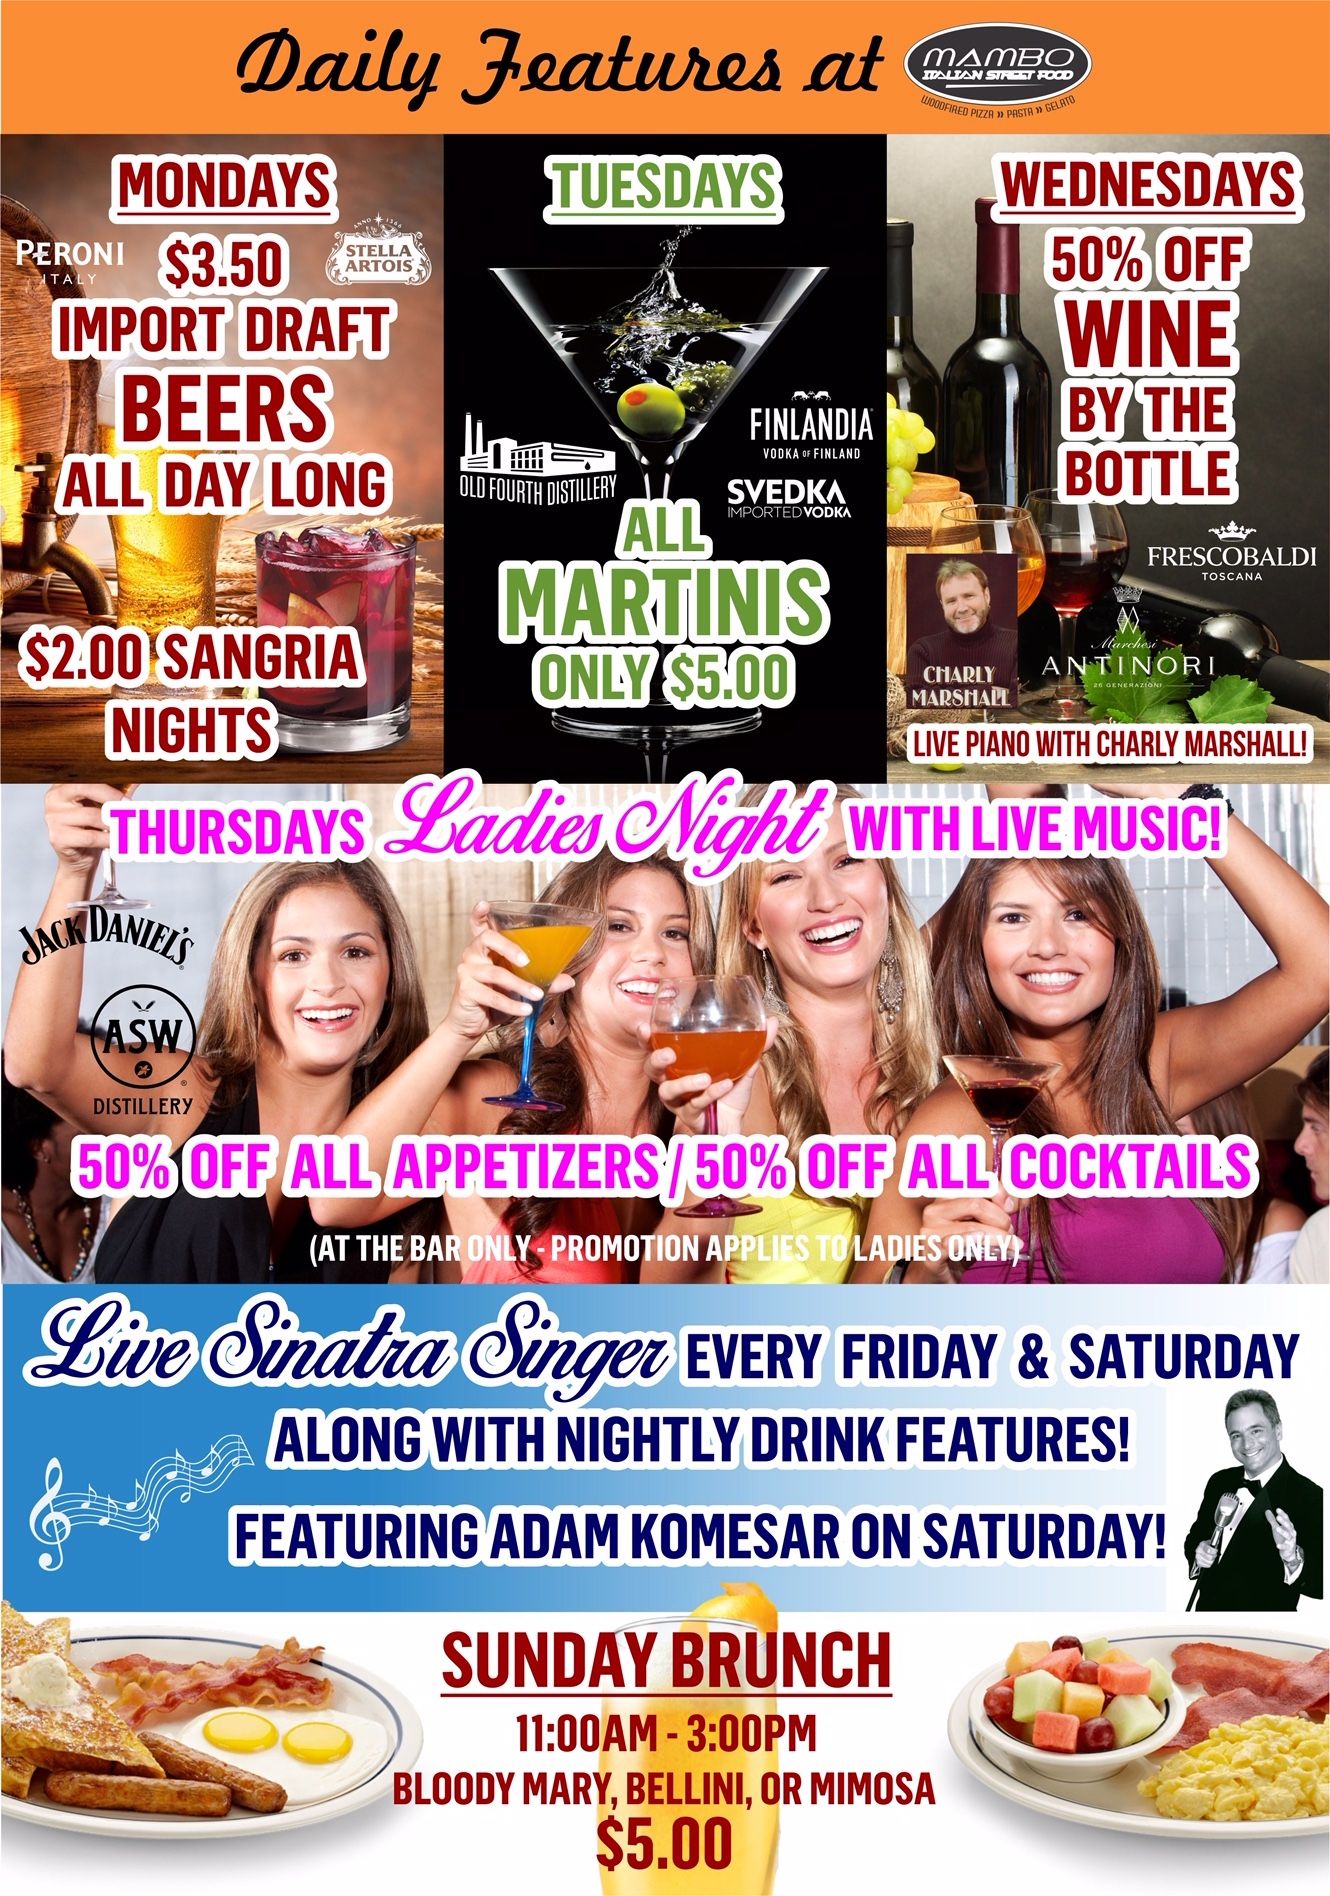 Daily Features at
MAMBO
ITALIAN STREET FOOD
WOODFIRED PIZZA » PASTA » GELATO
MONDAYS
PERONI
ITALY
$3.50
ANNO 1366
STELLA
ARTOIS
IMPORT DRAFT
BEERS
ALL DAY LONG
$2.00 SANGRIA
NIGHTS
TUESDAYS
OLD FOURTH DISTILLERY
FINLANDIA
VODKA OF FINLAND
SVEDKA
IMPORTED VODKA
ALL
MARTINIS
ONLY $5.00
WEDNESDAYS
50% OFF
WINE
BY THE
BOTTLE
FRESCOBALDI
TOSCANA
CHARLY
MARSHALL
Marchesi
ANTINORI
26 GENERAZIONI
LIVE PIANO WITH CHARLY MARSHALL!
THURSDAYS Ladies Night WITH LIVE MUSIC!
JACK DANIEL'S
ASW
DISTILLERY
50% OFF ALL APPETIZERS / 50% OFF ALL COCKTAILS
(AT THE BAR ONLY - PROMOTION APPLIES TO LADIES ONLY)
Live Sinatra Singer EVERY FRIDAY & SATURDAY
ALONG WITH NIGHTLY DRINK FEATURES!
FEATURING ADAM KOMESAR ON SATURDAY!
SUNDAY BRUNCH
11:00AM - 3:00PM
BLOODY MARY, BELLINI, OR MIMOSA
$5.00